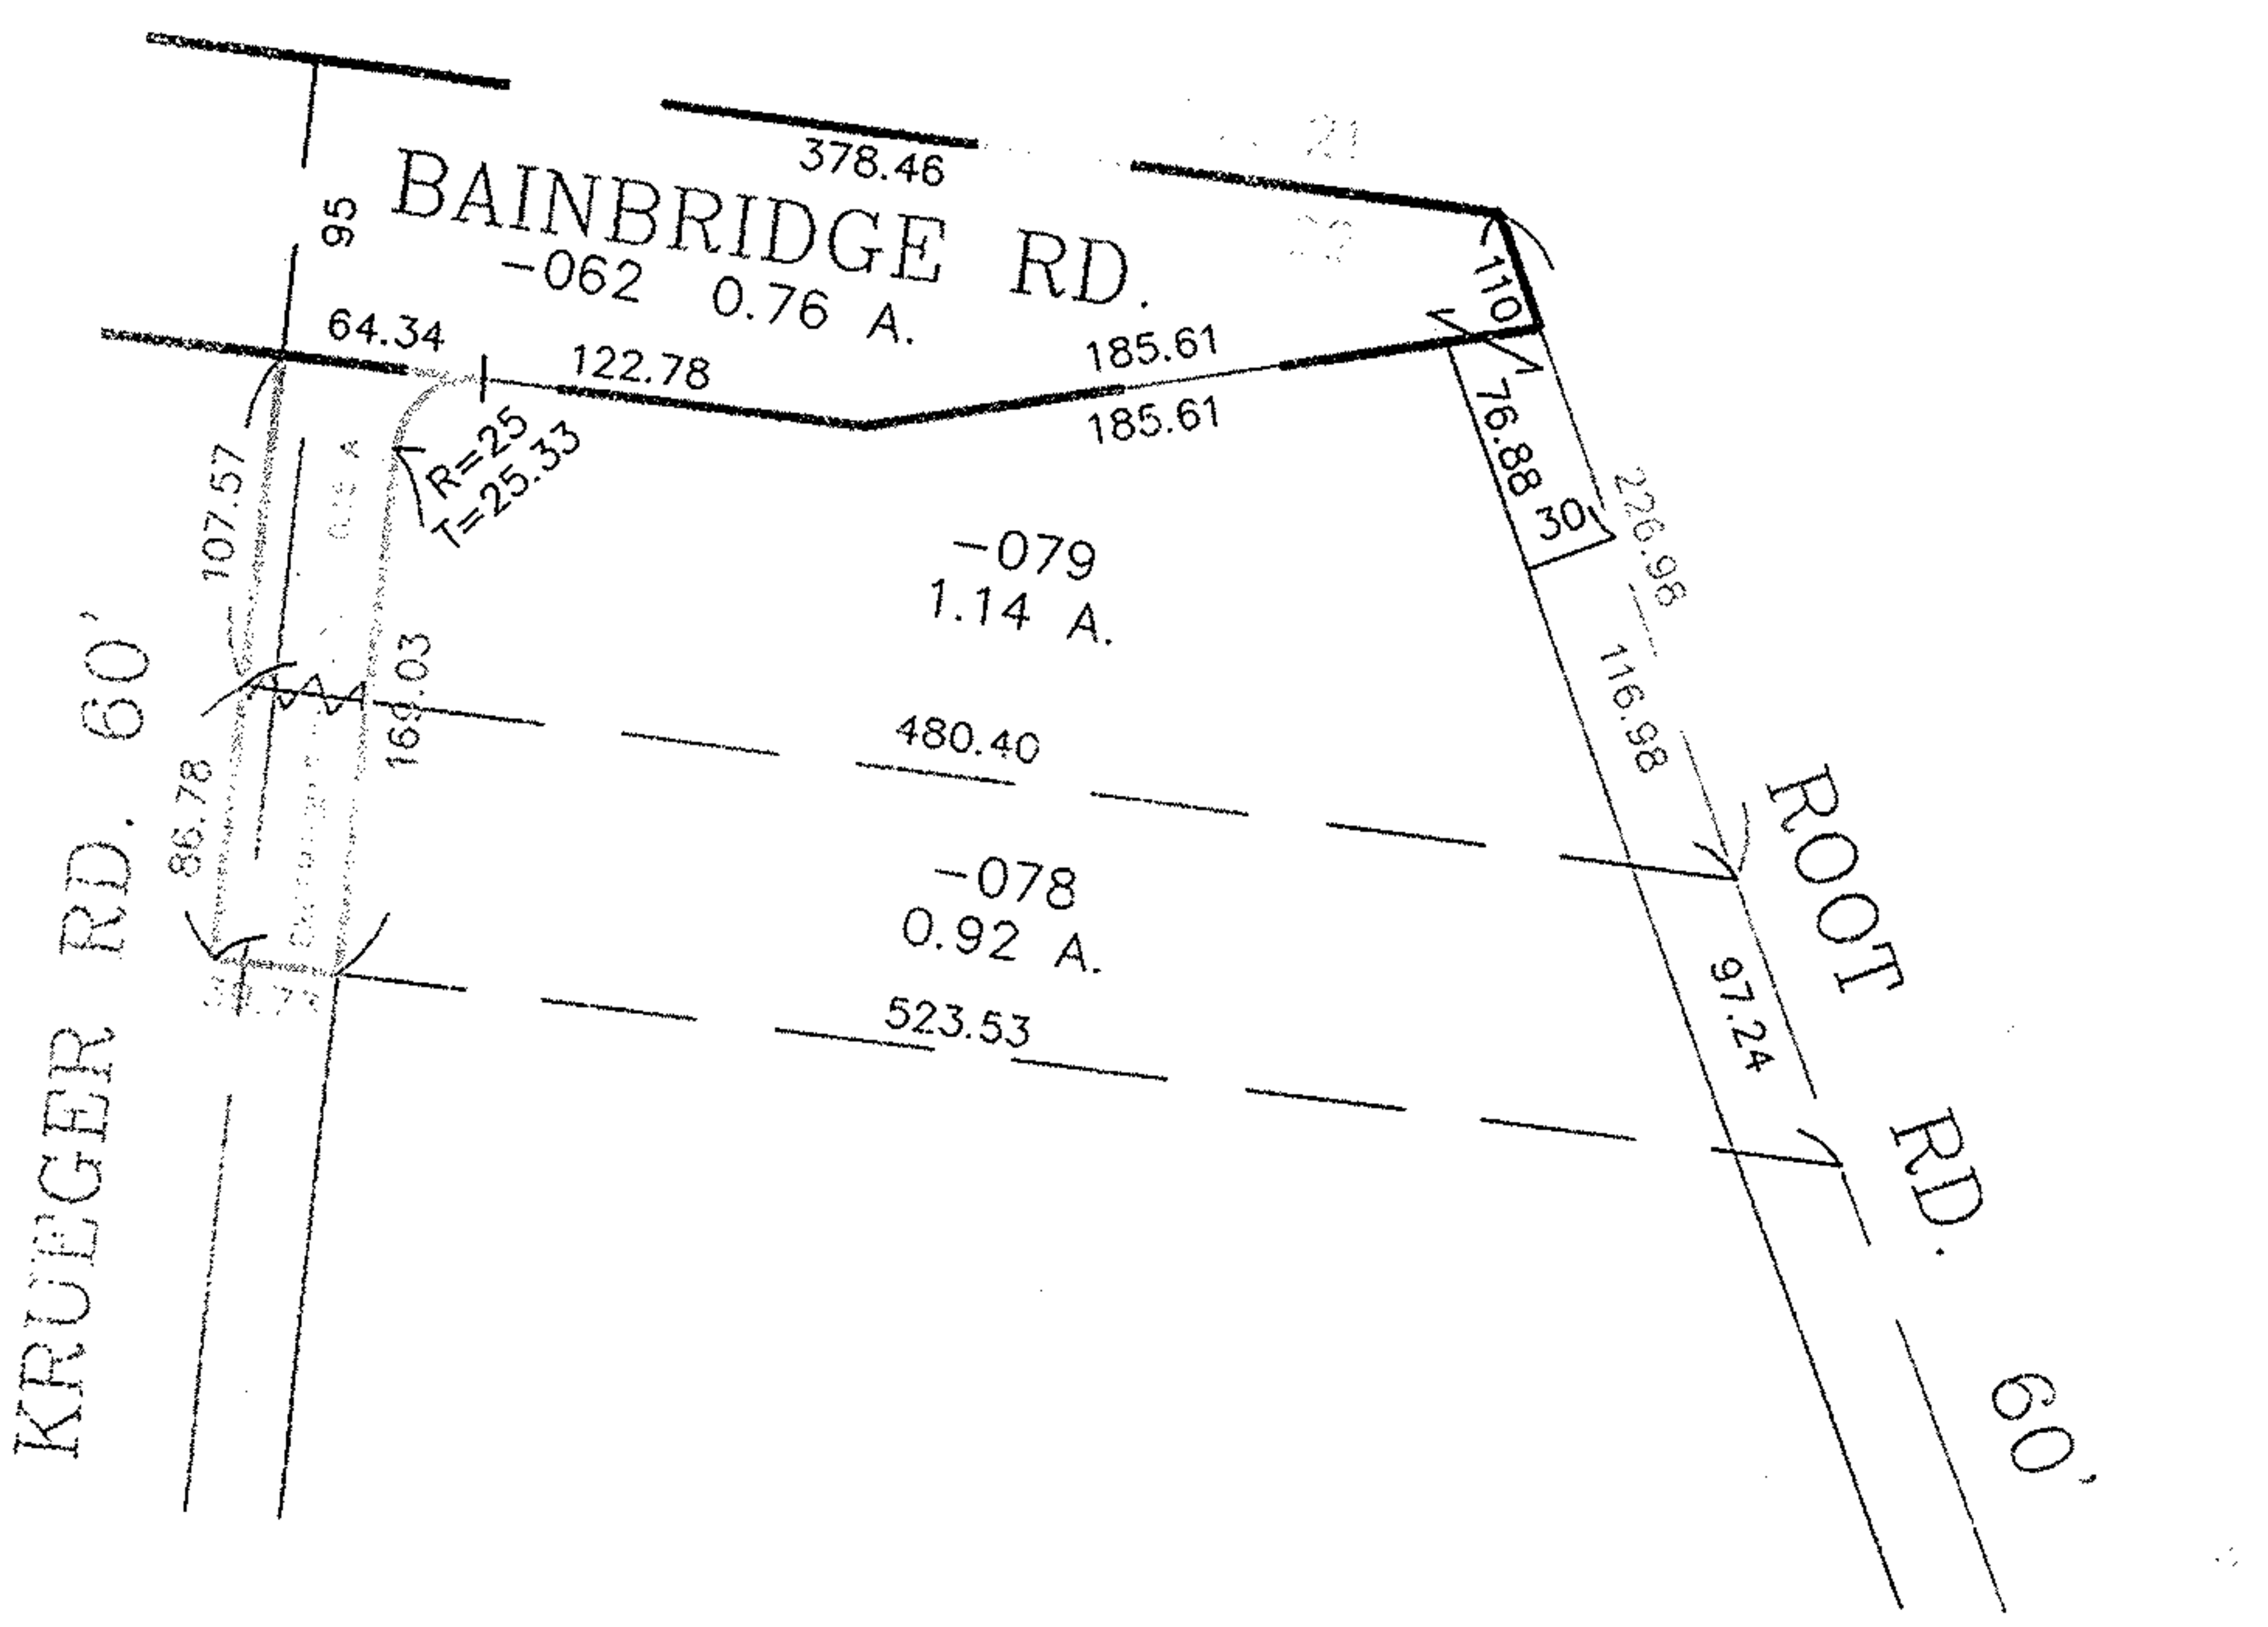 21
378.46
BAINBRIDGE RD.
-062 0.76 A.
95
110
64.34
122.78
185.61
185.61
R=25
T=25.33
107.57
76.88
30
226.98
-079
1.14 A.
116.98
169.03
480.40
86.78
-078
0.92 A.
97.24
523.53
KRUEGER RD. 60'
ROOT RD. 60'